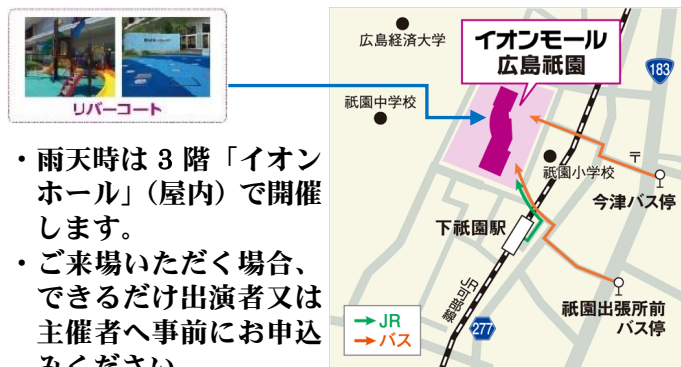 リバーコート
・雨天時は3階「イオン
ホール」（屋内）で開催
します。
・ご来場いただく場合、
できるだけ出演者又は
主催者へ事前にお申込
みください
広島経済大学
イオンモール
広島祇園
183
祇園中学校
〒
祇園小学校
今津バス停
下祇園駅
JR可部線
祇園出張所前
バス停
277
→JR
→バス